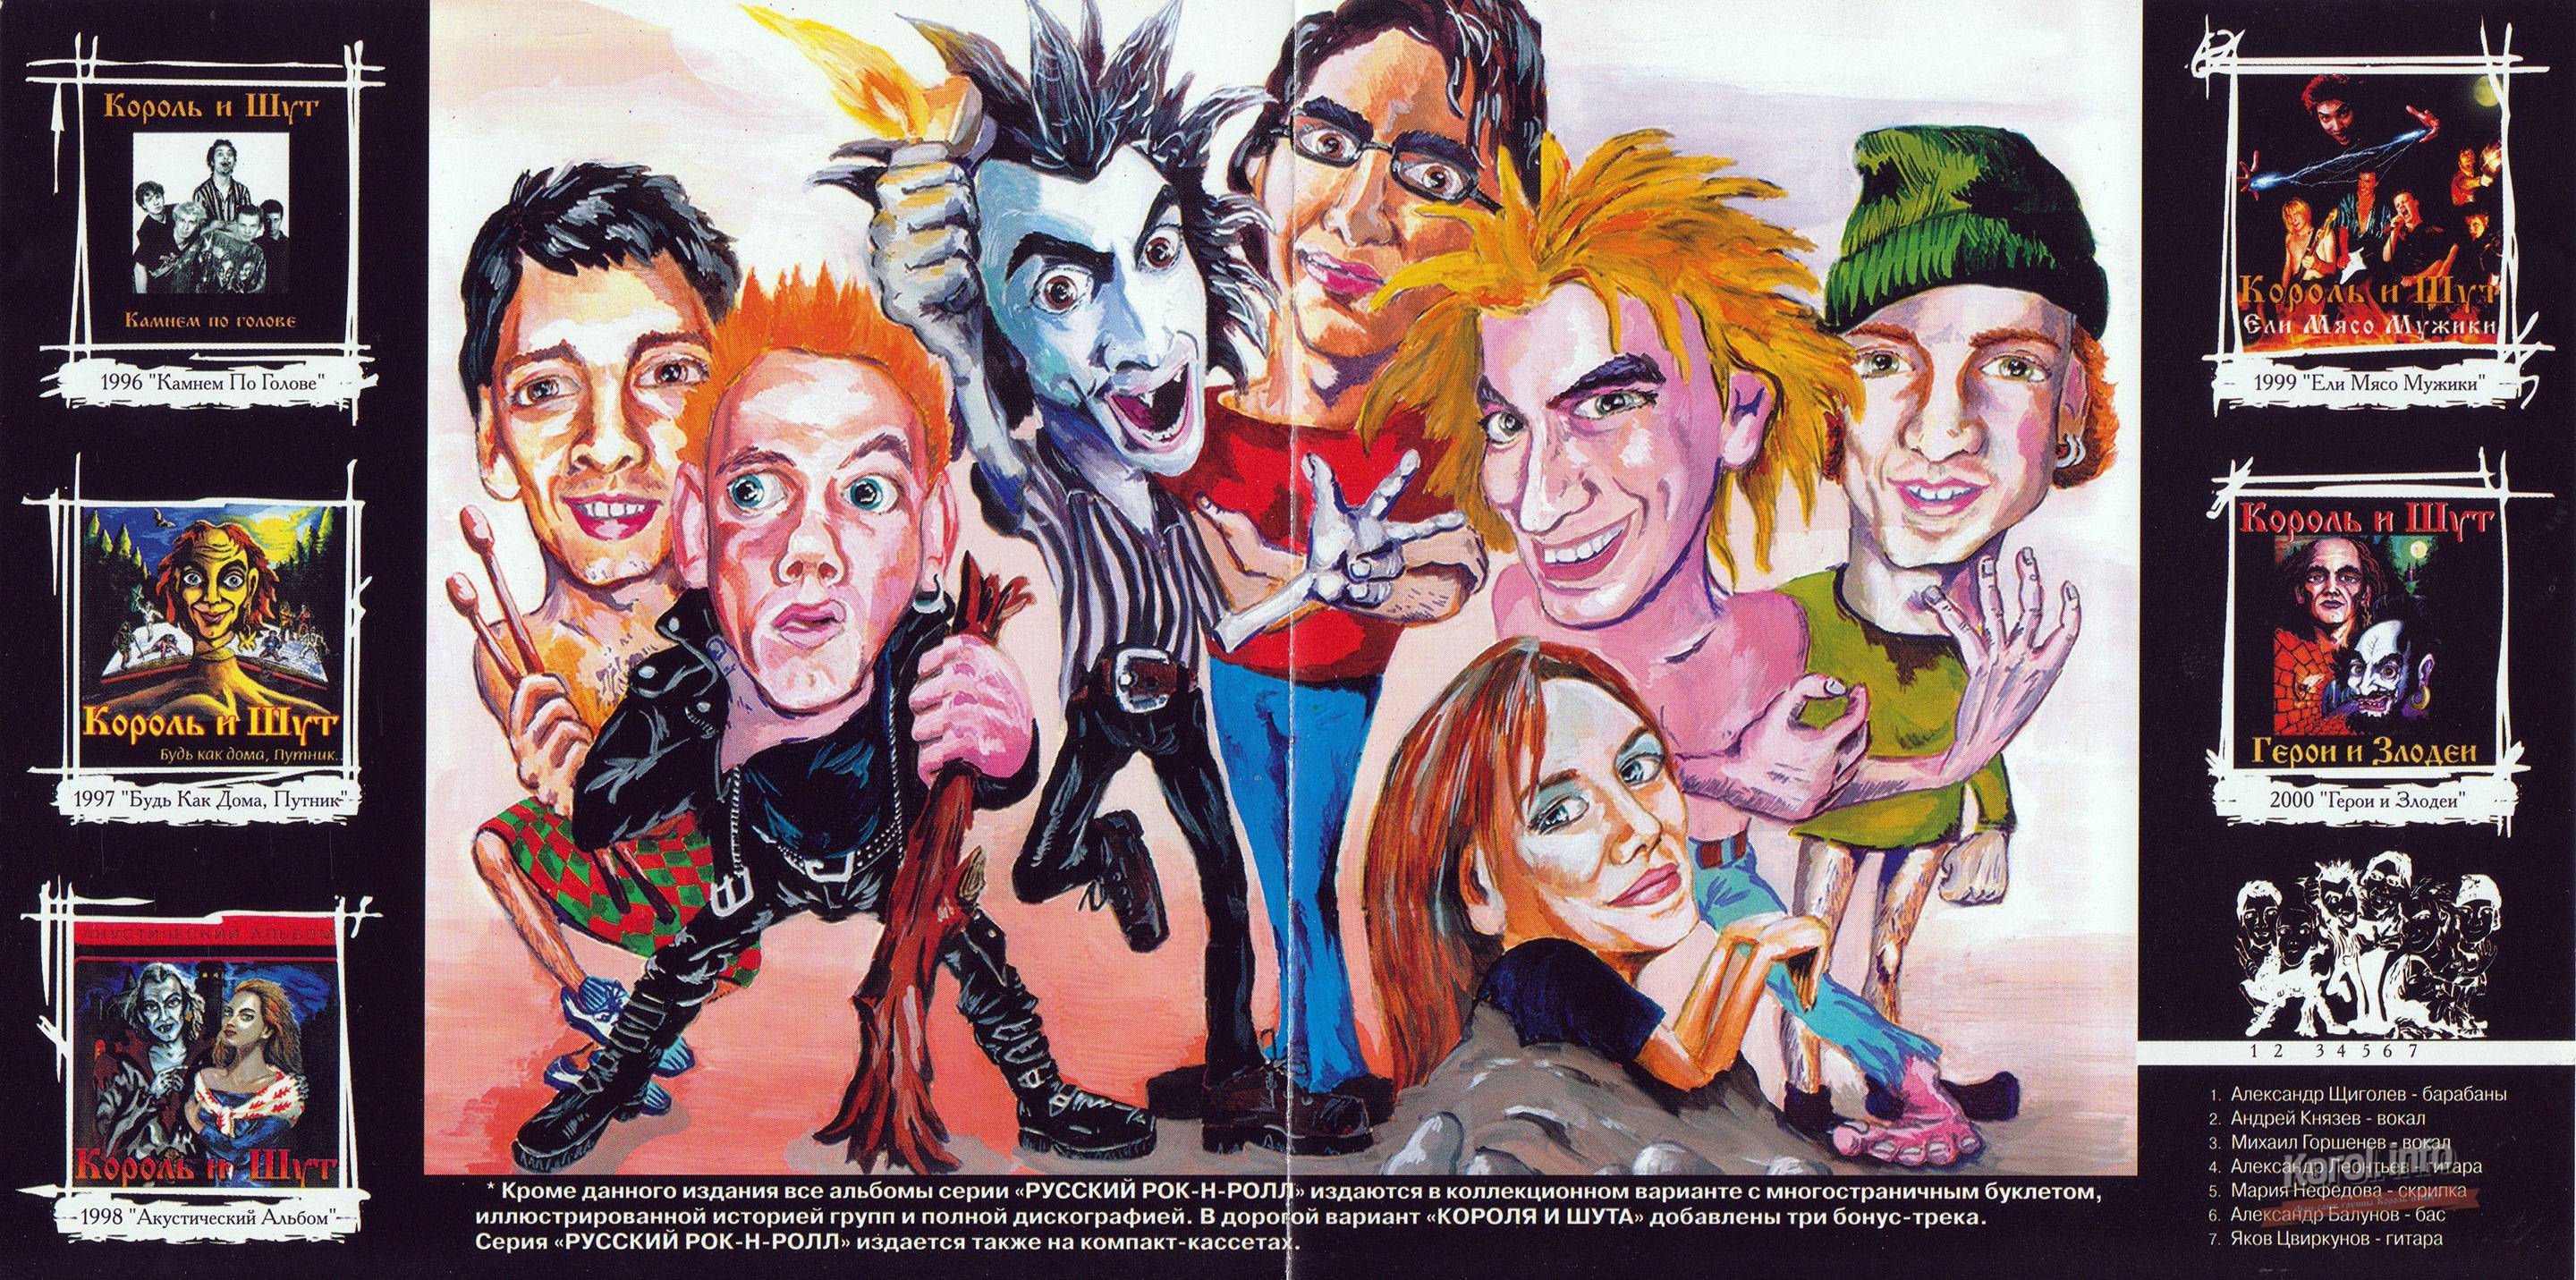 Король и Шут
Камнем по голове
1996 "Камнем По Голове"
Король и Шут
Будь как дома, Путник...
1997 "Будь Как Дома, Путник"
АКУСТИЧЕСКИЙ АЛЬБОМ
Король и Шут
1998 "Акустический Альбом"
* Кроме данного издания все альбомы серии «РУССКИЙ РОК-Н-РОЛЛ» издаются в коллекционном варианте с многостраничным буклетом,
иллюстрированной историей групп и полной дискографией. В дорогой вариант «КОРОЛЯ И ШУТА» добавлены три бонус-трека.
Серия «РУССКИЙ РОК-Н-РОЛЛ» издается также на компакт-кассетах.
Король и Шут
Ели Мясо Мужики
1999 "Ели Мясо Мужики"
Король и Шут
Герои и Злодеи
2000 "Герои и Злодеи"
1 2 3 4 5 6 7
1. Александр Щиголев - барабаны
2. Андрей Князев - вокал
3. Михаил Горшенев - вокал
4. Александр Леонтьев - гитара
5. Мария Нефедова - скрипка
6. Александр Балунов - бас
7. Яков Цвиркунов - гитара
Korol.info